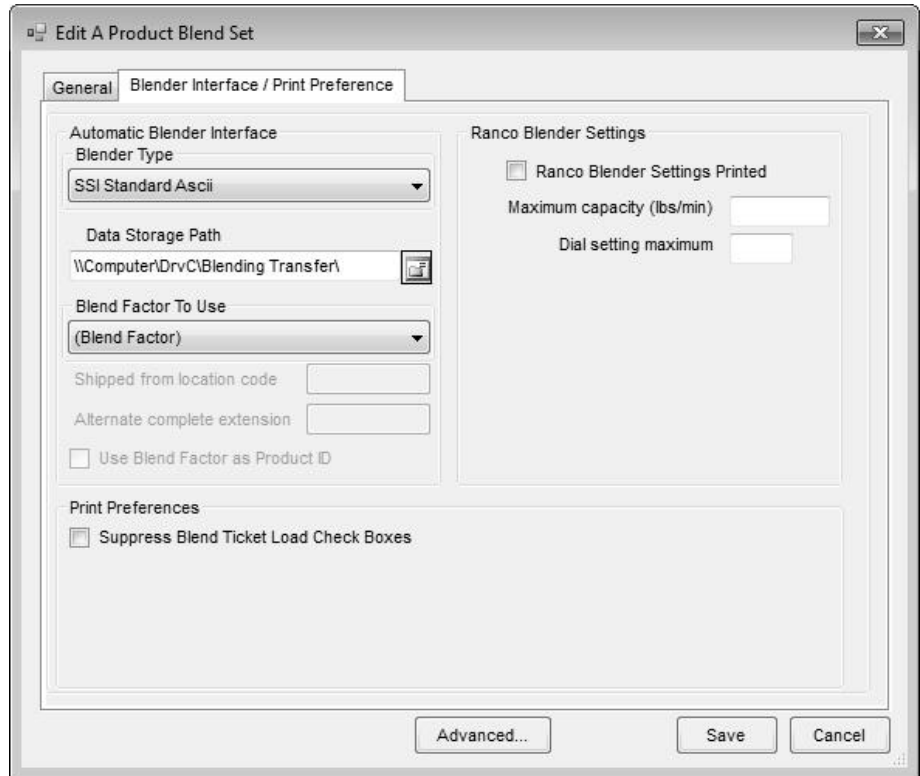 Edit A Product Blend Set
General
Blender Interface / Print Preference
Automatic Blender Interface
Blender Type
SSI Standard Ascii
Data Storage Path
\\Computer\DrvC\Blending Transfer\
Blend Factor To Use
(Blend Factor)
Shipped from location code
Alternate complete extension
Use Blend Factor as Product ID
Ranco Blender Settings
Ranco Blender Settings Printed
Maximum capacity (lbs/min)
Dial setting maximum
Print Preferences
Suppress Blend Ticket Load Check Boxes
Advanced...
Save
Cancel